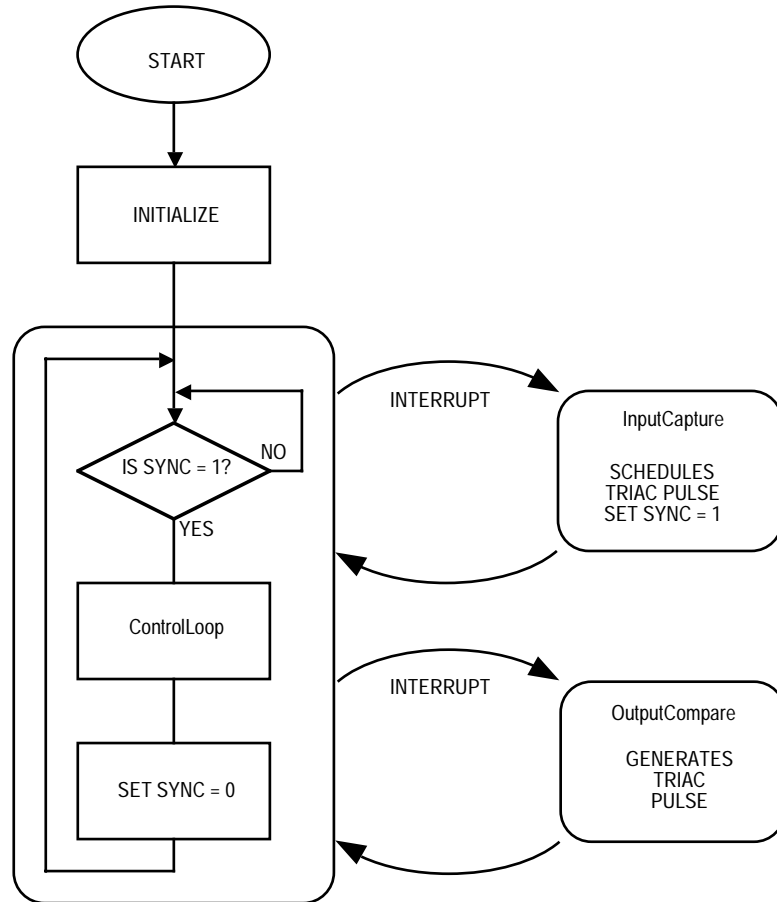 START
INITIALIZE
IS SYNC = 1?
NO
YES
ControlLoop
SET SYNC = 0
INTERRUPT
InputCapture
SCHEDULES
TRIAC PULSE
SET SYNC = 1
INTERRUPT
OutputCompare
GENERATES
TRIAC
PULSE